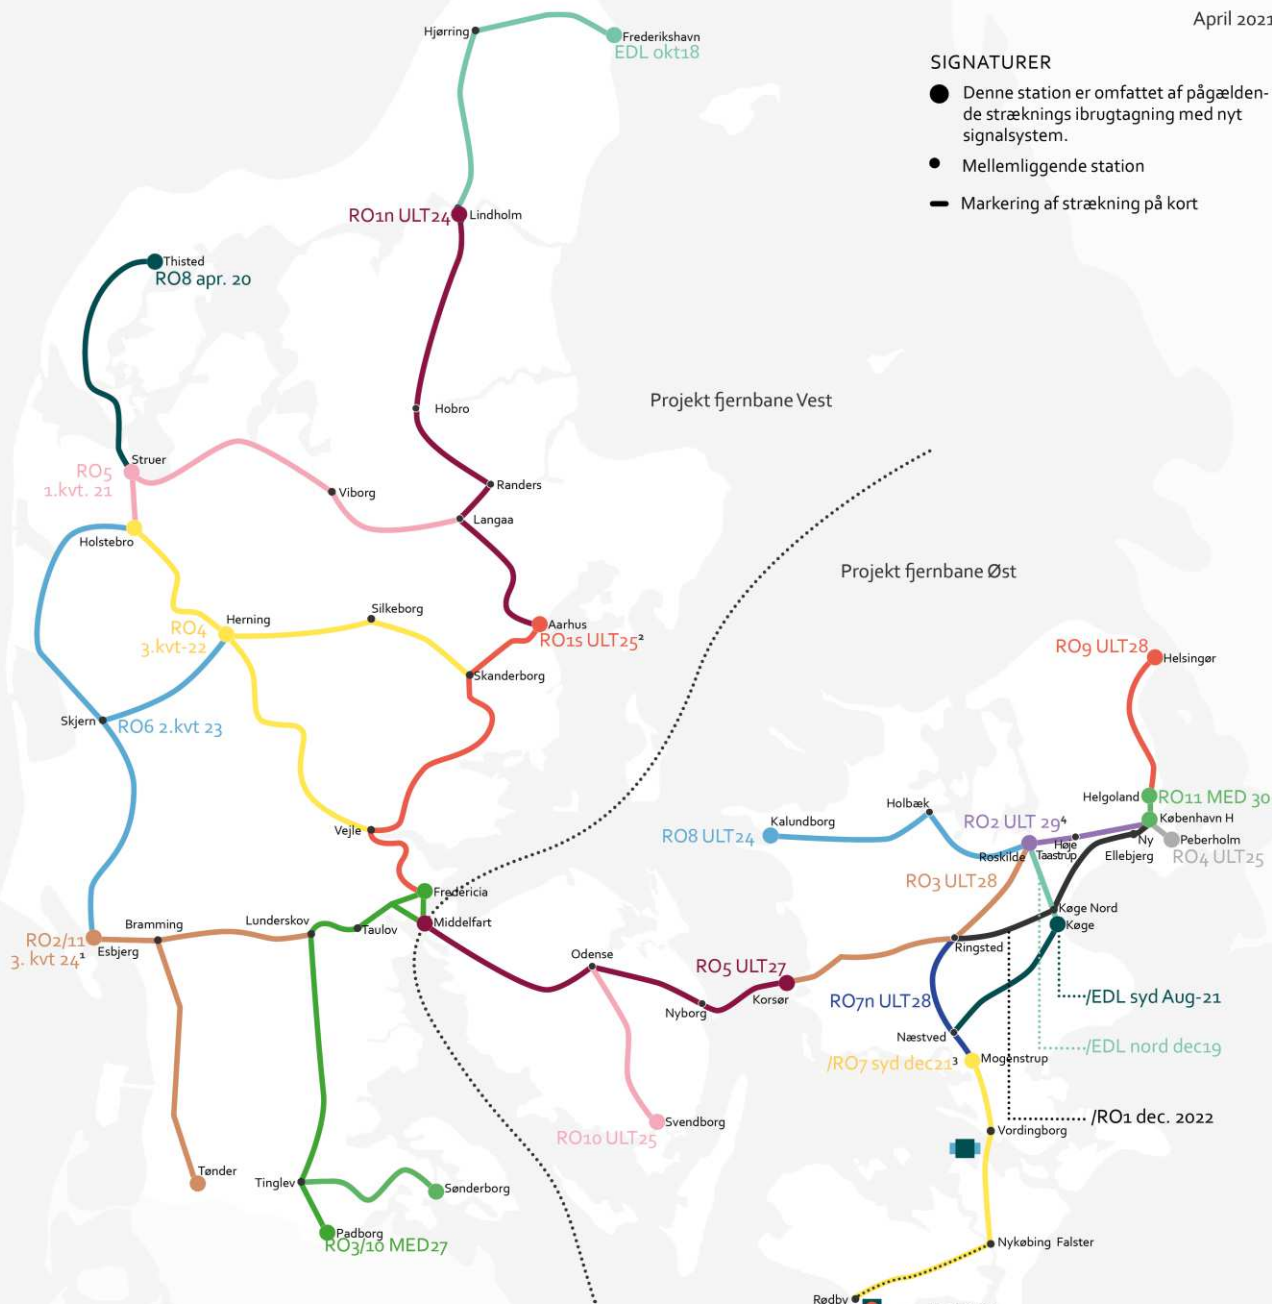 April 2021
SIGNATURER
Denne station er omfattet af pågælden-
de stræknings ibrugtagning med nyt
signalsystem.
Mellemliggende station
Markering af strækning på kort
Hjørring
Frederikshavn
EDL okt18
RO1n ULT24
Lindholm
Thisted
RO8 apr. 20
Projekt fjernbane Vest
Hobro
Struer
RO5
1.kvt. 21
Viborg
Randers
Langaa
Holstebro
Projekt fjernbane Øst
Silkeborg
Herning
RO4
3.kvt-22
Aarhus
RO1s ULT25²
Skanderborg
RO9 ULT28
Helsingør
Skjern
RO6 2.kvt 23
Helgoland
RO11 MED 30
Holbæk
Kalundborg
RO8 ULT24
RO2 ULT 29⁴
København H
Vejle
Høje
Taastrup
Ny
Ellebjerg
Peberholm
RO4 ULT25
Roskilde
RO3 ULT28
Fredericia
Køge Nord
Køge
Bramming
Lunderskov
Taulov
Middelfart
RO2/11
3. kvt 24¹
Esbjerg
Ringsted
Odense
RO5 ULT27
Korsør
Nyborg
RO7n ULT28
/EDL syd Aug-21
Næstved
/EDL nord dec19
/RO7 syd dec21³
Mogenstrup
/RO1 dec. 2022
Svendborg
RO10 ULT25
Vordingborg
Tønder
Tinglev
Sønderborg
Padborg
RO3/10 MED27
Nykøbing Falster
Rødby